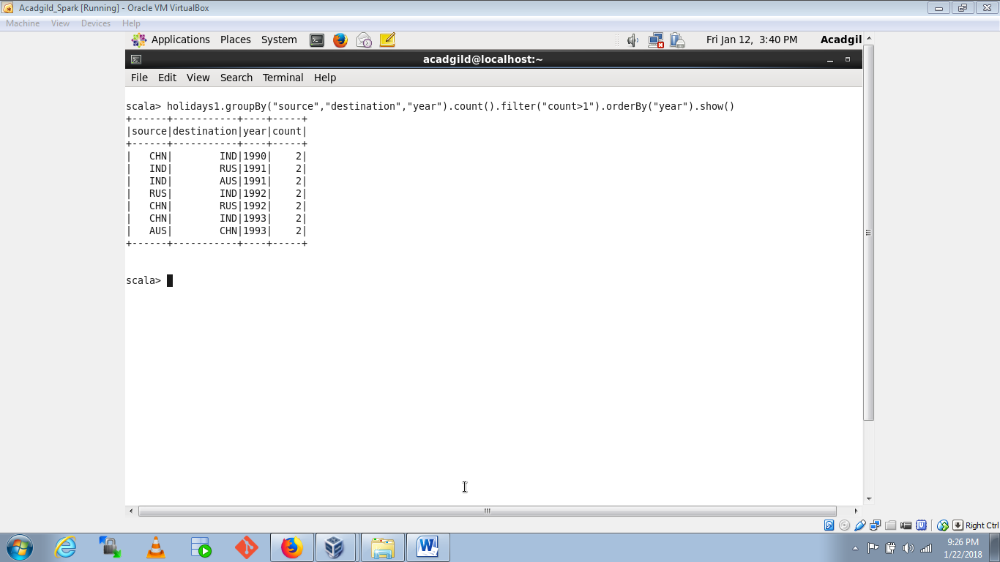 Acadgild_Spark [Running] - Oracle VM VirtualBox
Machine View Devices Help
Applications Places System Fri Jan 12, 3:40 PM Acadgil
acadgild@localhost:~
File Edit View Search Terminal Help
scala> holidays1.groupBy("source","destination","year").count().filter("count>1").orderBy("year").show()
+------+-----------+----+-----+
|source|destination|year|count|
+------+-----------+----+-----+
|   CHN|        IND|1990|    2|
|   IND|        RUS|1991|    2|
|   IND|        AUS|1991|    2|
|   RUS|        IND|1992|    2|
|   CHN|        RUS|1992|    2|
|   CHN|        IND|1993|    2|
|   AUS|        CHN|1993|    2|
+------+-----------+----+-----+
scala>
Right Ctrl
9:26 PM
1/22/2018